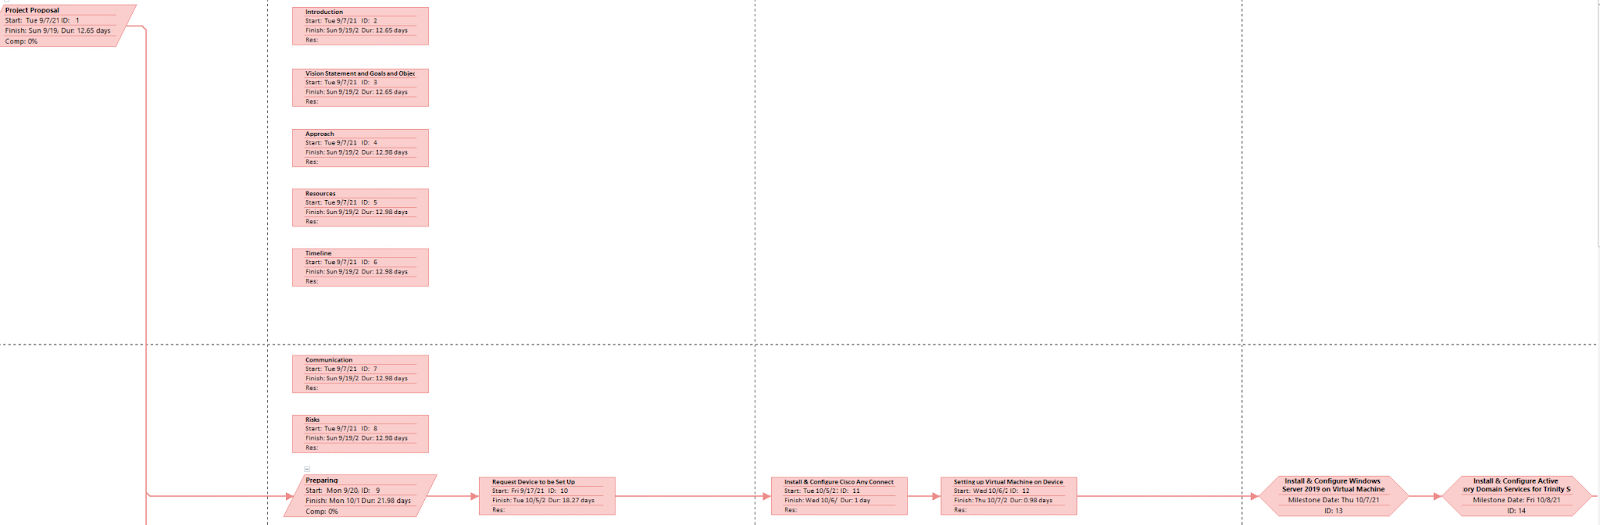 Project Proposal
Start: Tue 9/7/21 ID: 1
Finish: Sun 9/19, Dur: 12.65 days
Comp: 0%
Introduction
Start: Tue 9/7/21 ID: 2
Finish: Sun 9/19/2 Dur: 12.65 days
Res:
Vision Statement and Goals and Objec
Start: Tue 9/7/21 ID: 3
Finish: Sun 9/19/2 Dur: 12.65 days
Res:
Approach
Start: Tue 9/7/21 ID: 4
Finish: Sun 9/19/2 Dur: 12.98 days
Res:
Resources
Start: Tue 9/7/21 ID: 5
Finish: Sun 9/19/2 Dur: 12.98 days
Res:
Timeline
Start: Tue 9/7/21 ID: 6
Finish: Sun 9/19/2 Dur: 12.98 days
Res:
Communication
Start: Tue 9/7/21 ID: 7
Finish: Sun 9/19/2 Dur: 12.98 days
Res:
Risks
Start: Tue 9/7/21 ID: 8
Finish: Sun 9/19/2 Dur: 12.98 days
Res:
Preparing
Start: Mon 9/20, ID: 9
Finish: Mon 10/1 Dur: 21.98 days
Comp: 0%
Request Device to be Set Up
Start: Fri 9/17/21 ID: 10
Finish: Tue 10/5/2 Dur: 18.27 days
Res:
Install & Configure Cisco Any Connect
Start: Tue 10/5/2 ID: 11
Finish: Wed 10/6/ Dur: 1 day
Res:
Setting up Virtual Machine on Device
Start: Wed 10/6/2 ID: 12
Finish: Thu 10/7/2 Dur: 0.98 days
Res:
Install & Configure Windows
Server 2019 on Virtual Machine
Milestone Date: Thu 10/7/21
ID: 13
Install & Configure Active
ory Domain Services for Trinity S
Milestone Date: Fri 10/8/21
ID: 14